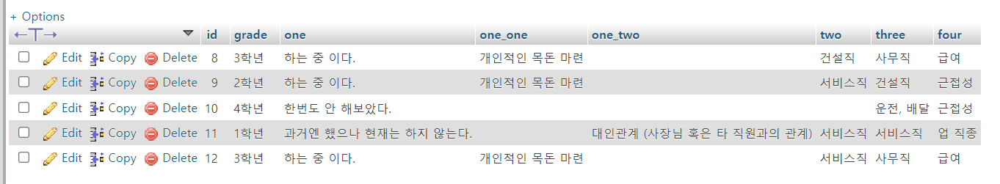 + Options
←T→ id grade one one_one one_two two three four
Edit Copy Delete 8 3학년 하는 중 이다. 개인적인 목돈 마련 건설직 사무직 급여
Edit Copy Delete 9 2학년 하는 중 이다. 개인적인 목돈 마련 서비스직 건설직 근접성
Edit Copy Delete 10 4학년 한번도 안 해보았다. 운전, 배달 근접성
Edit Copy Delete 11 1학년 과거엔 했으나 현재는 하지 않는다. 대인관계 (사장님 혹은 타 직원과의 관계) 서비스직 서비스직 업 직종
Edit Copy Delete 12 3학년 하는 중 이다. 개인적인 목돈 마련 서비스직 사무직 급여